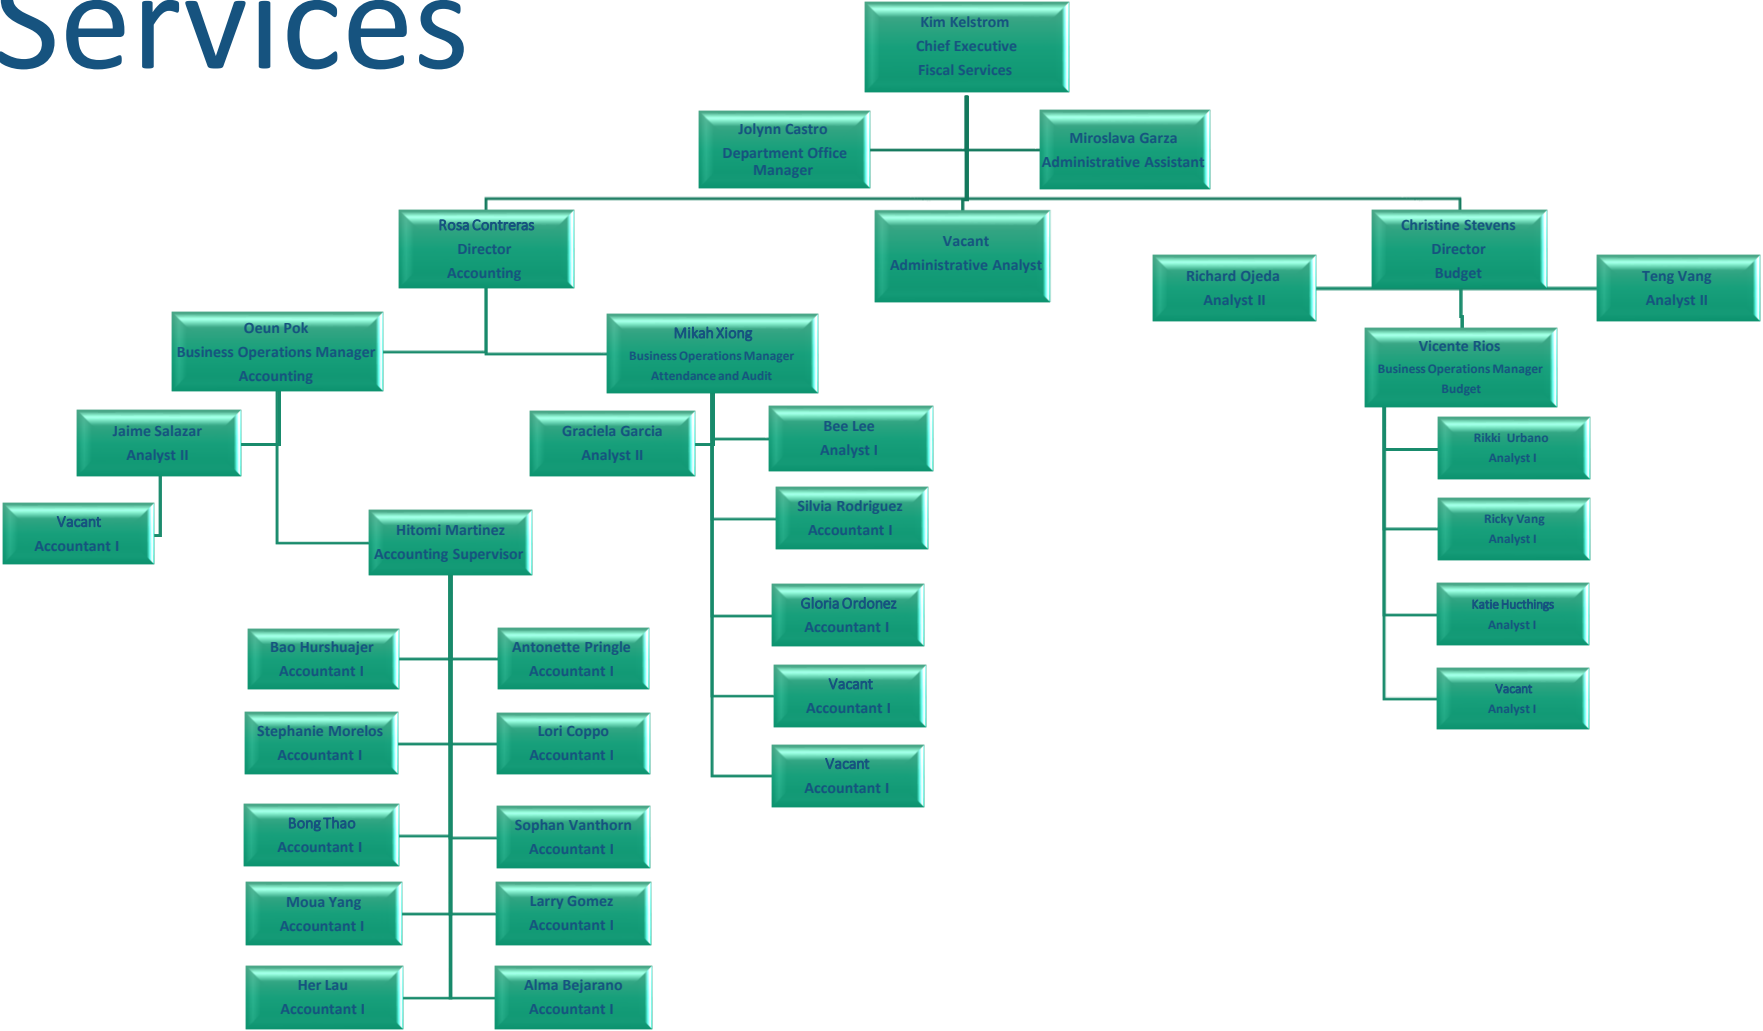 Services
Kim Kelstrom
Chief Executive
Fiscal Services
Jolynn Castro
Department Office
Manager
Miroslava Garza
Administrative Assistant
Rosa Contreras
Director
Accounting
Vacant
Administrative Analyst
Christine Stevens
Director
Budget
Richard Ojeda
Analyst II
Teng Vang
Analyst II
Oeun Pok
Business Operations Manager
Accounting
Mikah Xiong
Business Operations Manager
Attendance and Audit
Vicente Rios
Business Operations Manager
Budget
Jaime Salazar
Analyst II
Graciela Garcia
Analyst II
Bee Lee
Analyst I
Rikki Urbano
Analyst I
Vacant
Accountant I
Hitomi Martinez
Accounting Supervisor
Silvia Rodriguez
Accountant I
Ricky Vang
Analyst I
Gloria Ordonez
Accountant I
Katie Hucthings
Analyst I
Bao Hurshuajer
Accountant I
Antonette Pringle
Accountant I
Vacant
Accountant I
Vacant
Analyst I
Stephanie Morelos
Accountant I
Lori Coppo
Accountant I
Vacant
Accountant I
Bong Thao
Accountant I
Sophan Vanthorn
Accountant I
Moua Yang
Accountant I
Larry Gomez
Accountant I
Her Lau
Accountant I
Alma Bejarano
Accountant I